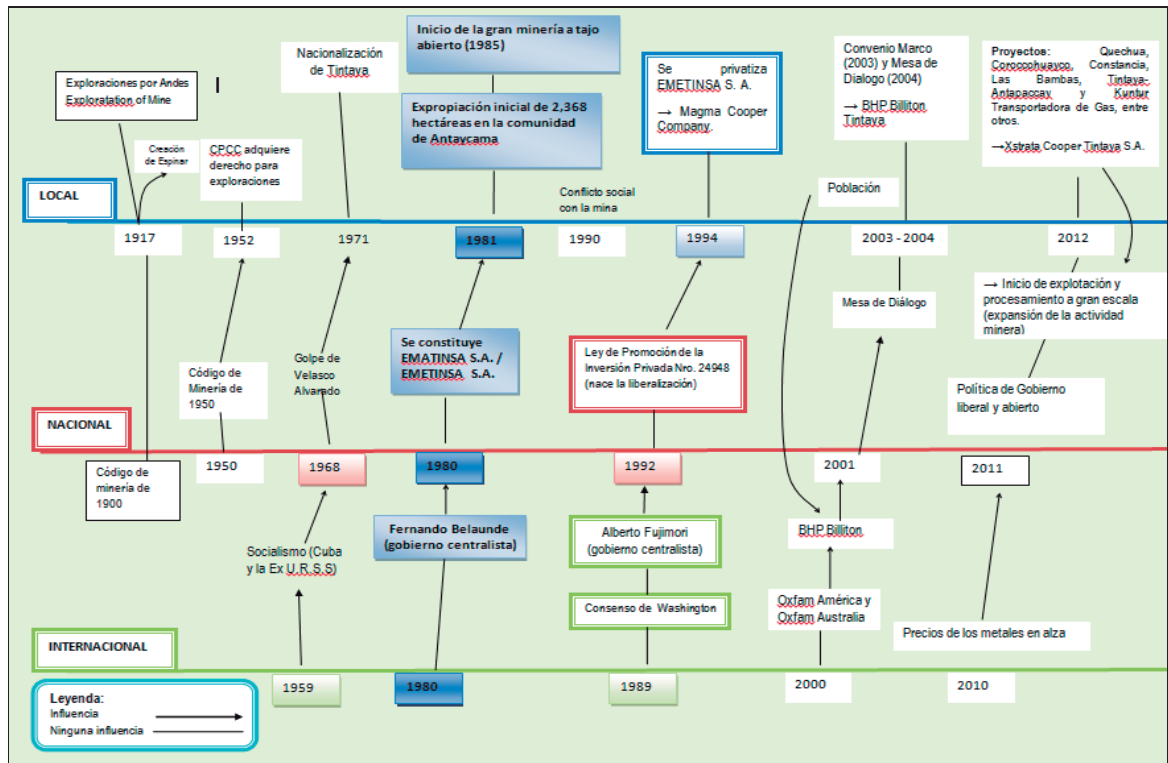 Inicio de la gran minería a tajo
abierto (1985)
Nacionalización
de Tintaya
Convenio Marco
(2003) y Mesa de
Dialogo (2004)
→ BHP Billiton
Tintaya
Proyectos: Quechua,
Coroccohuayco, Constancia,
Las Bambas, Tintaya-
Antapaccay y Kuntur
Transportadora de Gas, entre
otros.
→Xstrata Cooper Tintaya S.A.
Se privatiza
EMETINSA S. A.
→ Magma Cooper
Company.
Exploraciones por Andes
Exploratation of Mine
Expropiación inicial de 2,368
hectáreas en la comunidad
de Antaycama
Creación
de Espinar
CPCC adquiere
derecho para
exploraciones
Conflicto social
con la mina
Población
LOCAL
1917
1952
1971
1981
1990
1994
2003 - 2004
2012
→ Inicio de explotación y
procesamiento a gran escala
(expansión de la actividad
minera)
Mesa de Diálogo
Se constituye
EMATINSA S.A. /
EMETINSA S.A.
Ley de Promoción de la
Inversión Privada Nro. 24948
(nace la liberalización)
Golpe de
Velasco
Alvarado
Código de
Minería de
1950
Política de Gobierno
liberal y abierto
NACIONAL
Código de
minería de
1900
1950
1968
1980
1992
2001
2011
Fernando Belaunde
(gobierno centralista)
Alberto Fujimori
(gobierno centralista)
BHP Billiton
Socialismo (Cuba
y la Ex U.R.S.S)
Consenso de Washington
Oxfam América y
Oxfam Australia
Precios de los metales en alza
INTERNACIONAL
1959
1980
1989
2000
2010
Leyenda:
Influencia
Ninguna influencia